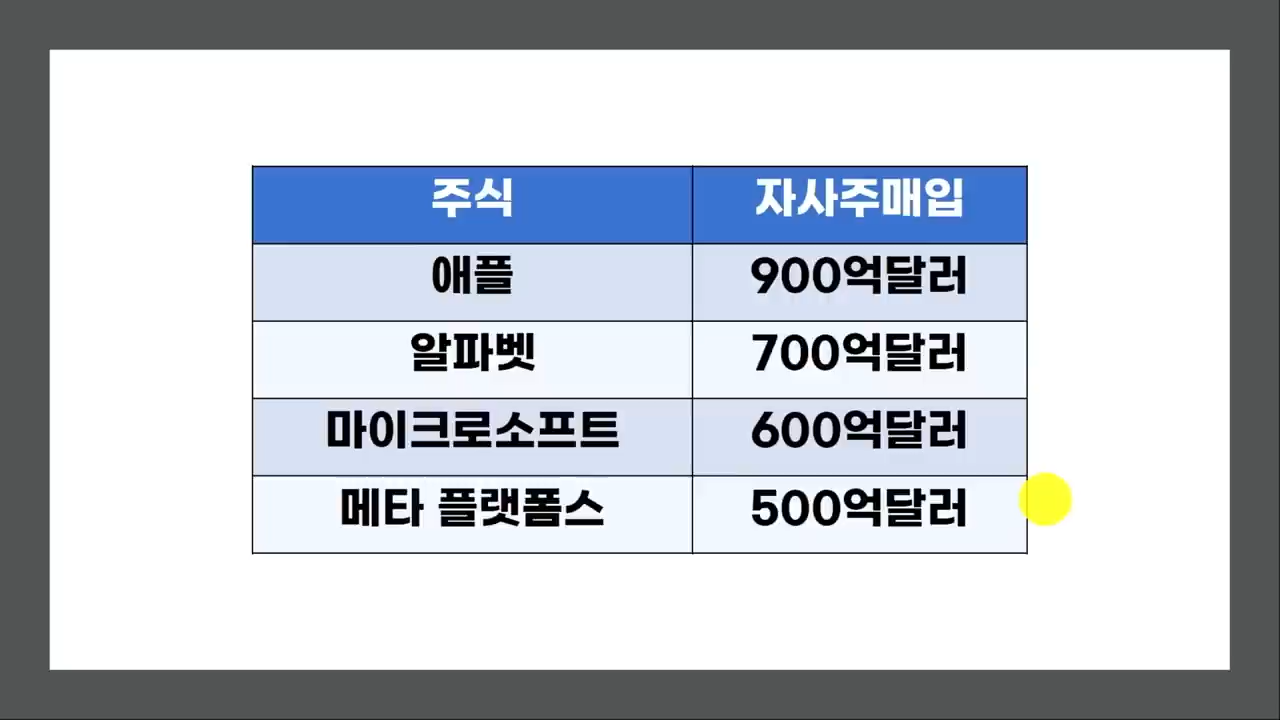 주식 자사주매입
애플 900억달러
알파벳 700억달러
마이크로소프트 600억달러
메타 플랫폼스 500억달러